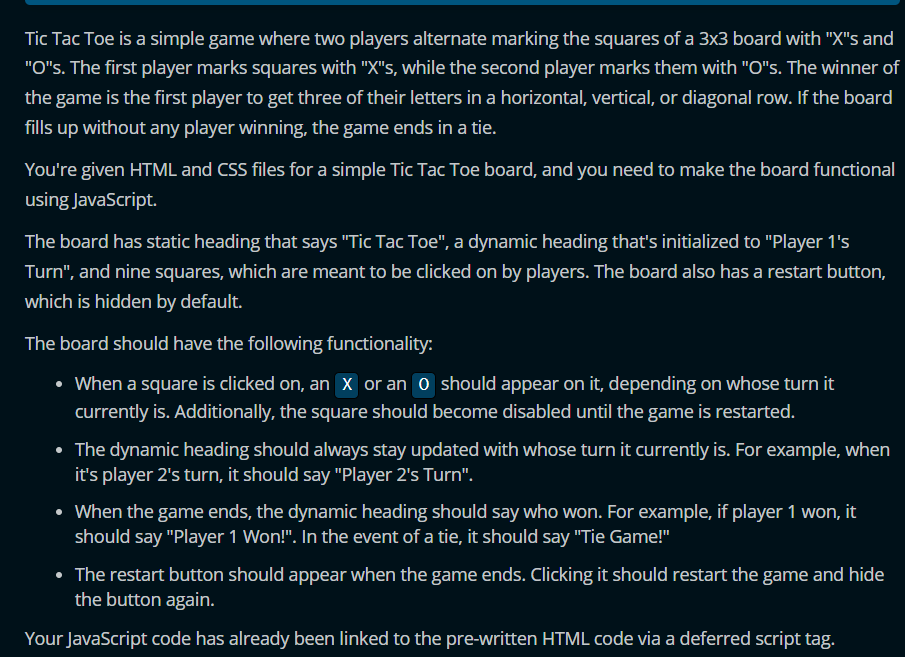 Tic Tac Toe is a simple game where two players alternate marking the squares of a 3x3 board with "X"s and
"O"s. The first player marks squares with "X"s, while the second player marks them with "O"s. The winner of
the game is the first player to get three of their letters in a horizontal, vertical, or diagonal row. If the board
fills up without any player winning, the game ends in a tie.
You're given HTML and CSS files for a simple Tic Tac Toe board, and you need to make the board functional
using JavaScript.
The board has static heading that says "Tic Tac Toe", a dynamic heading that's initialized to "Player 1's
Turn", and nine squares, which are meant to be clicked on by players. The board also has a restart button,
which is hidden by default.
The board should have the following functionality:
• When a square is clicked on, an X or an O should appear on it, depending on whose turn it
currently is. Additionally, the square should become disabled until the game is restarted.
• The dynamic heading should always stay updated with whose turn it currently is. For example, when
it's player 2's turn, it should say "Player 2's Turn".
• When the game ends, the dynamic heading should say who won. For example, if player 1 won, it
should say "Player 1 Won!". In the event of a tie, it should say "Tie Game!"
• The restart button should appear when the game ends. Clicking it should restart the game and hide
the button again.
Your JavaScript code has already been linked to the pre-written HTML code via a deferred script tag.